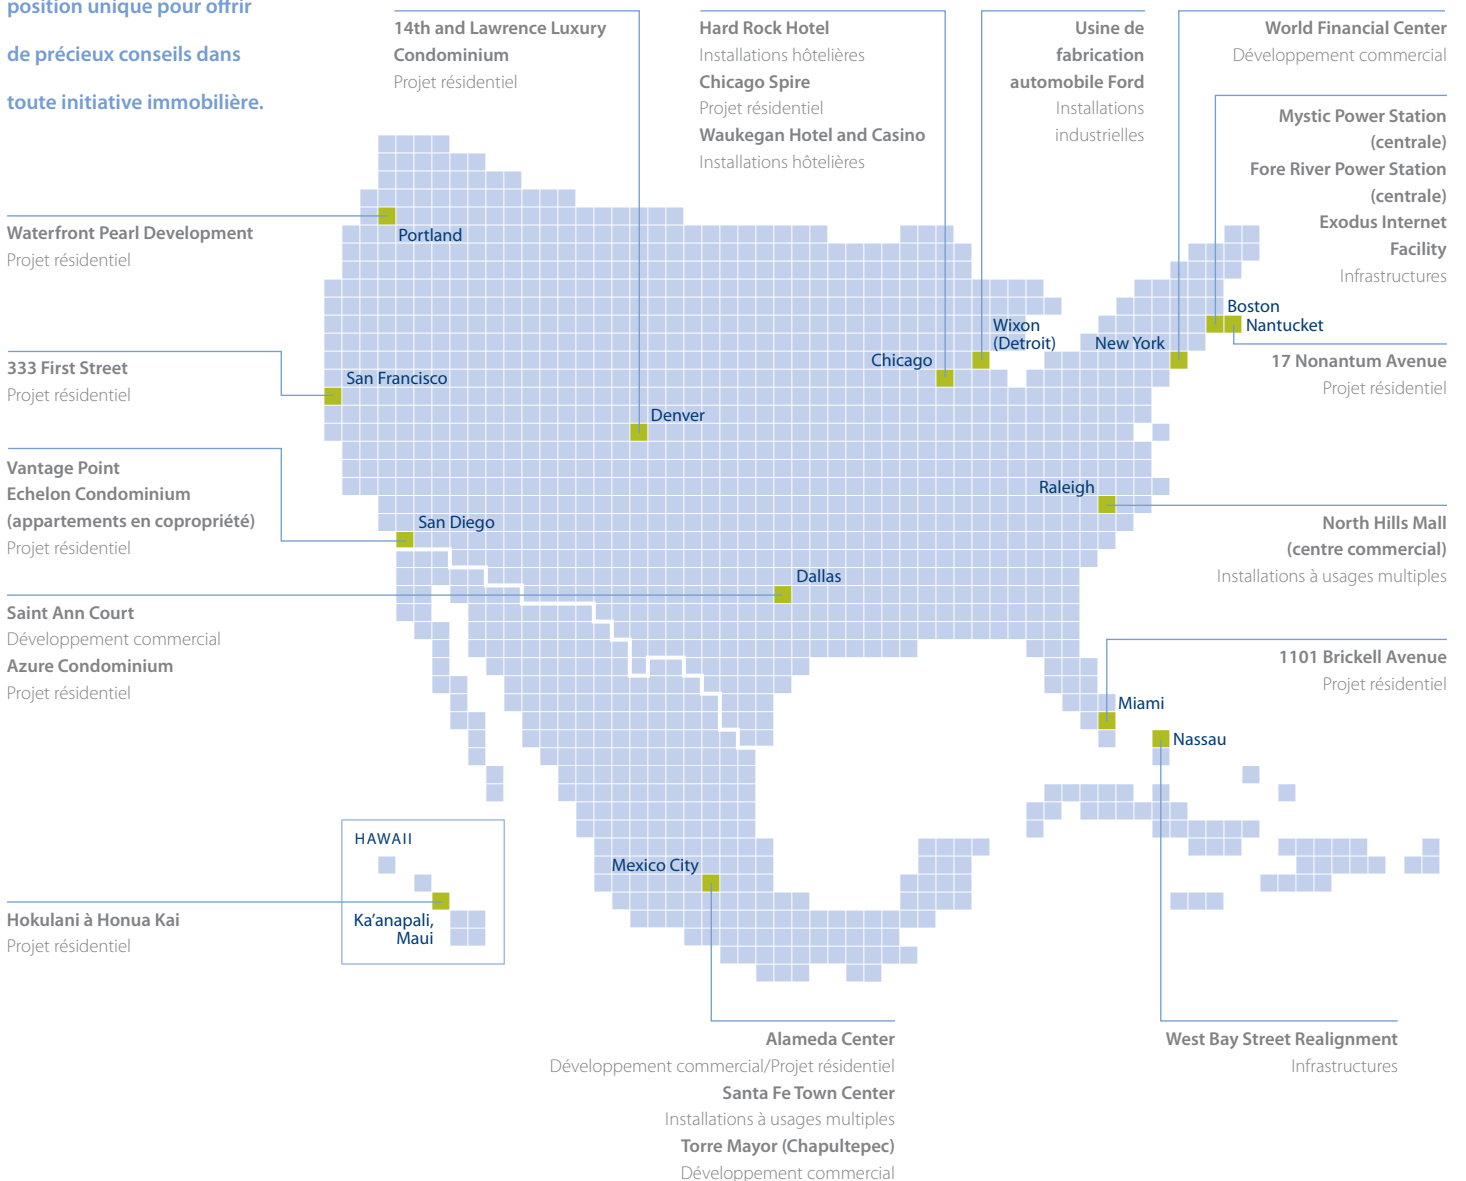 position unique pour offrir
de précieux conseils dans
toute initiative immobilière.
14th and Lawrence Luxury
Condominium
Projet résidentiel
Hard Rock Hotel
Installations hôtelières
Chicago Spire
Projet résidentiel
Waukegan Hotel and Casino
Installations hôtelières
Usine de
fabrication
automobile Ford
Installations
industrielles
World Financial Center
Développement commercial
Mystic Power Station
(centrale)
Fore River Power Station
(centrale)
Exodus Internet
Facility
Infrastructures
Waterfront Pearl Development
Projet résidentiel
Portland
Boston
Nantucket
Wixon
(Detroit)
New York
Chicago
17 Nonantum Avenue
Projet résidentiel
333 First Street
Projet résidentiel
San Francisco
Denver
Vantage Point
Echelon Condominium
(appartements en copropriété)
Projet résidentiel
San Diego
Raleigh
North Hills Mall
(centre commercial)
Installations à usages multiples
Dallas
Saint Ann Court
Développement commercial
Azure Condominium
Projet résidentiel
1101 Brickell Avenue
Projet résidentiel
Miami
Nassau
HAWAII
Mexico City
Hokulani à Honua Kai
Projet résidentiel
Ka’anapali,
Maui
Alameda Center
Développement commercial/Projet résidentiel
Santa Fe Town Center
Installations à usages multiples
Torre Mayor (Chapultepec)
Développement commercial
West Bay Street Realignment
Infrastructures